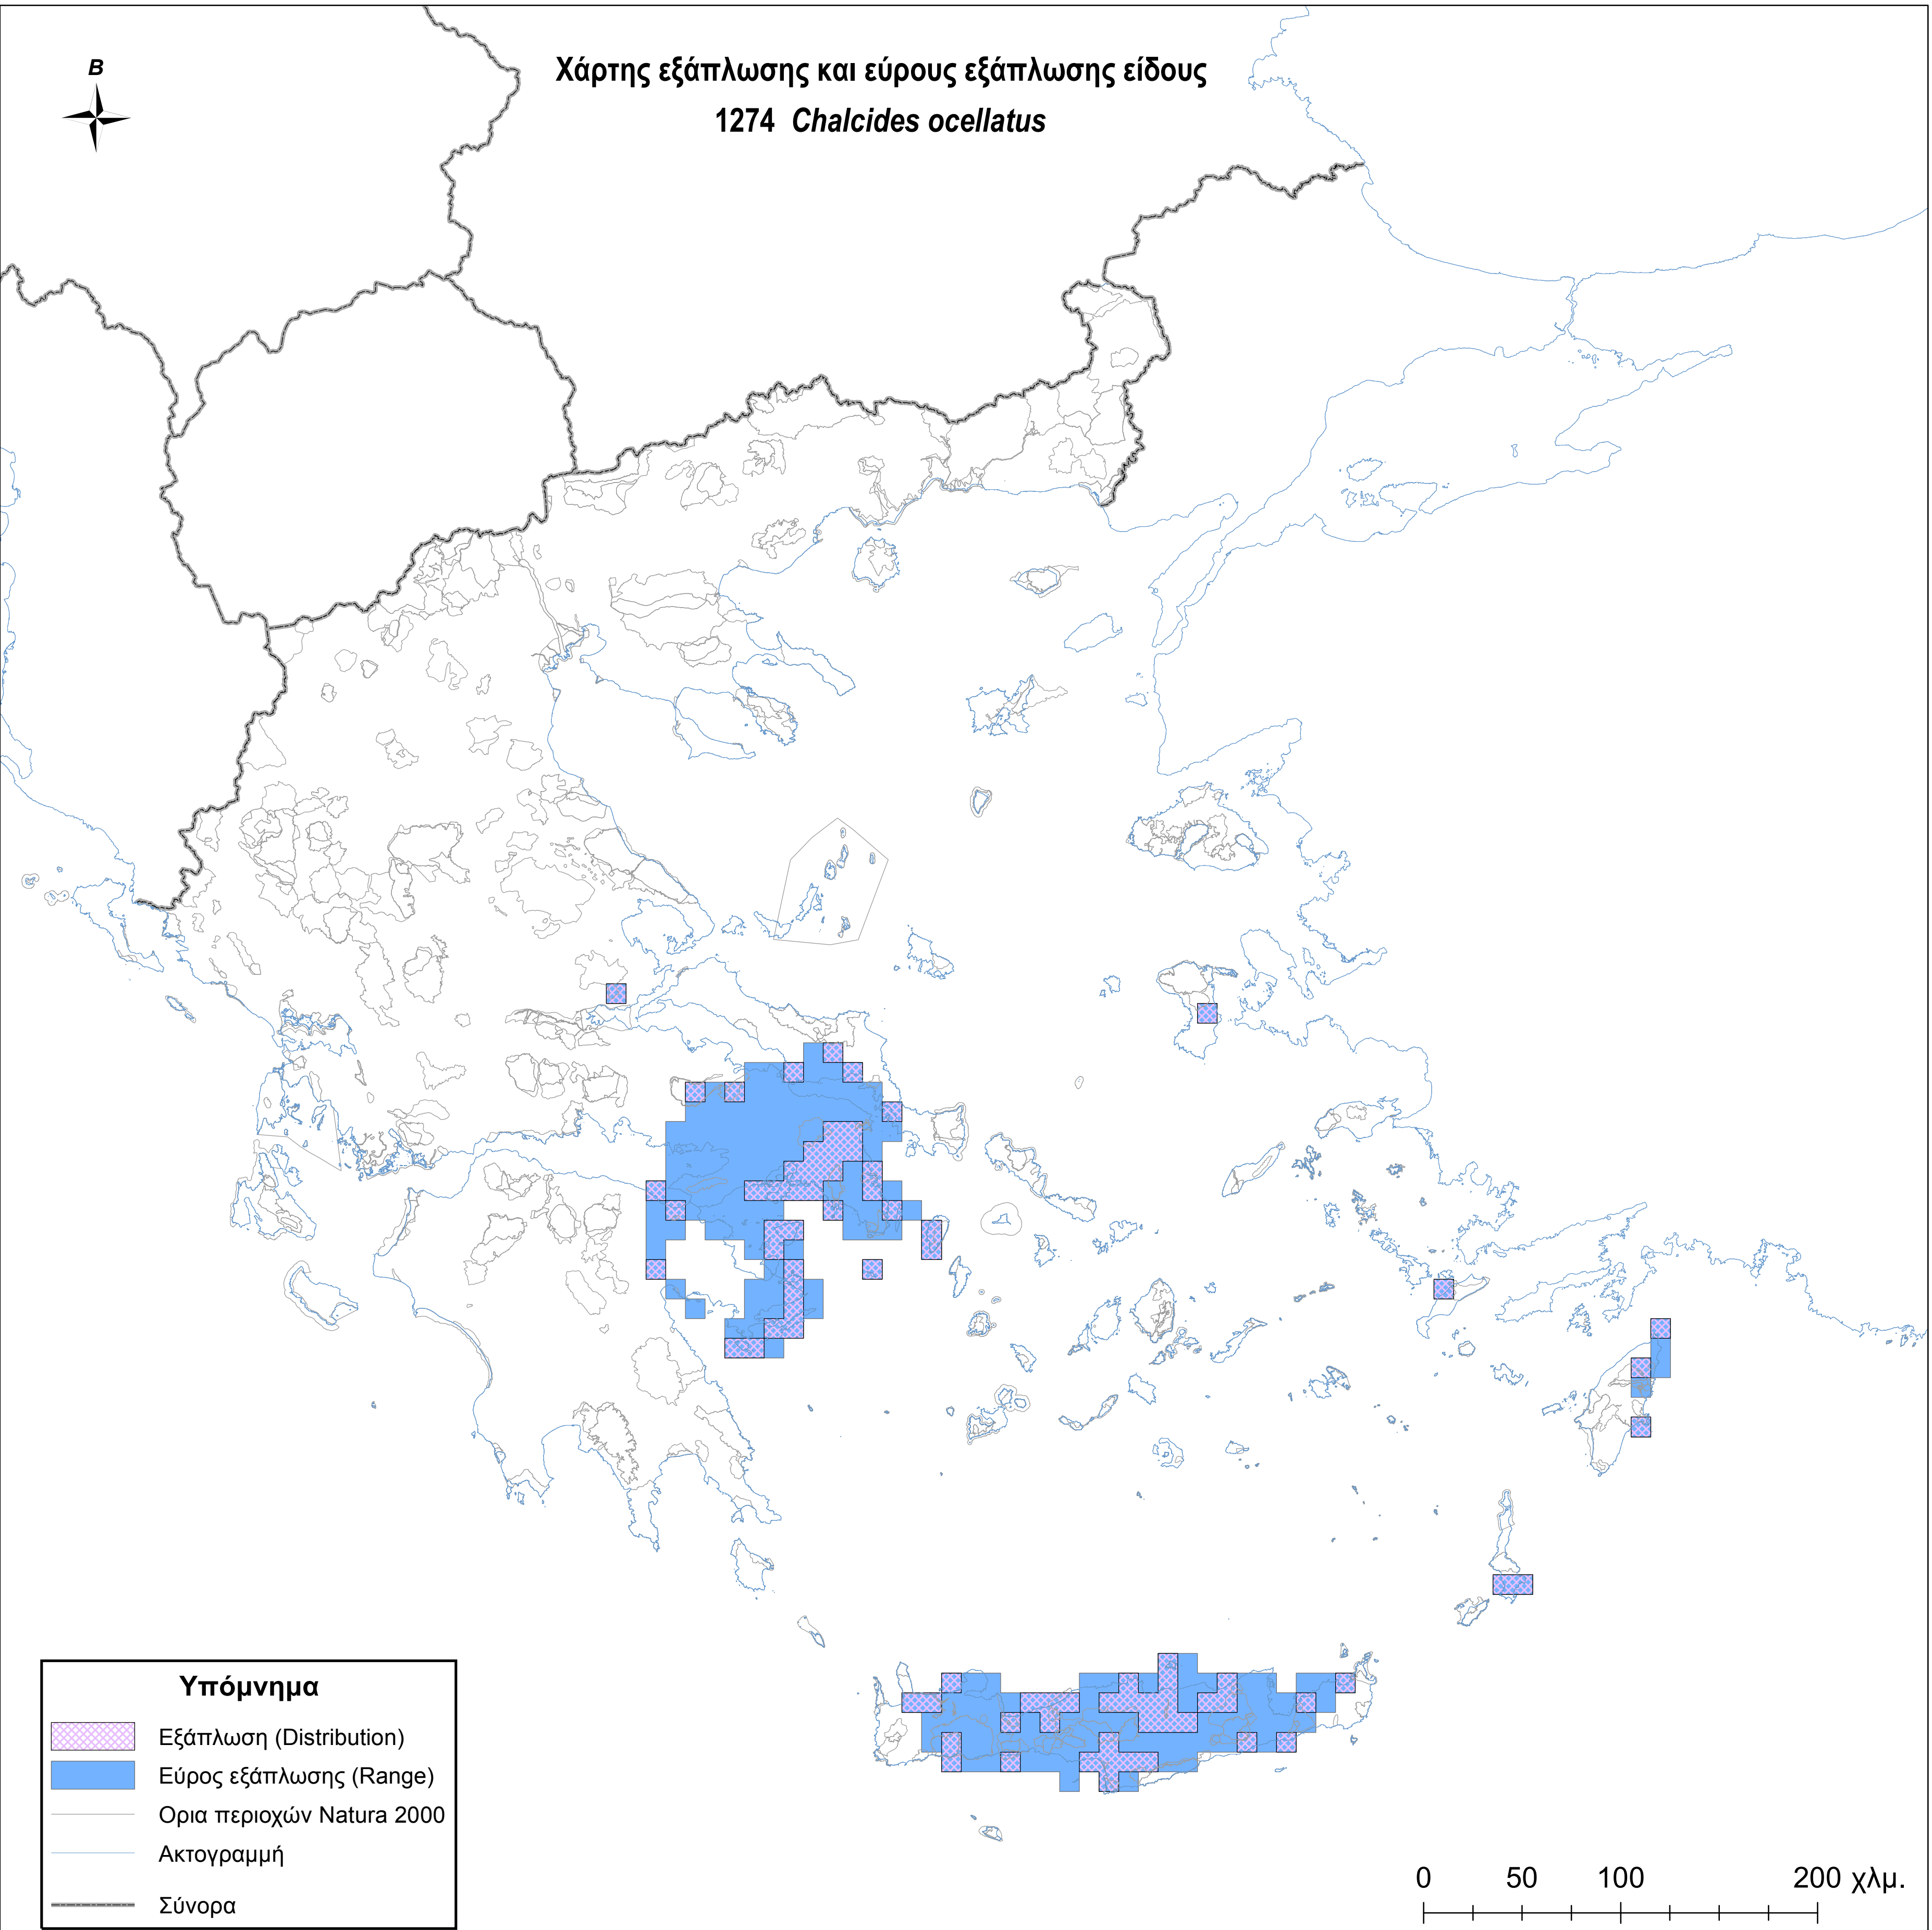 Χάρτης εξάπλωσης και εύρους εξάπλωσης είδους
1274 Chalcides ocellatus
Β
Υπόμνημα
Εξάπλωση (Distribution)
Εύρος εξάπλωσης (Range)
Ορια περιοχών Natura 2000
Ακτογραμμή
Σύνορα
0 50 100 200 χλμ.